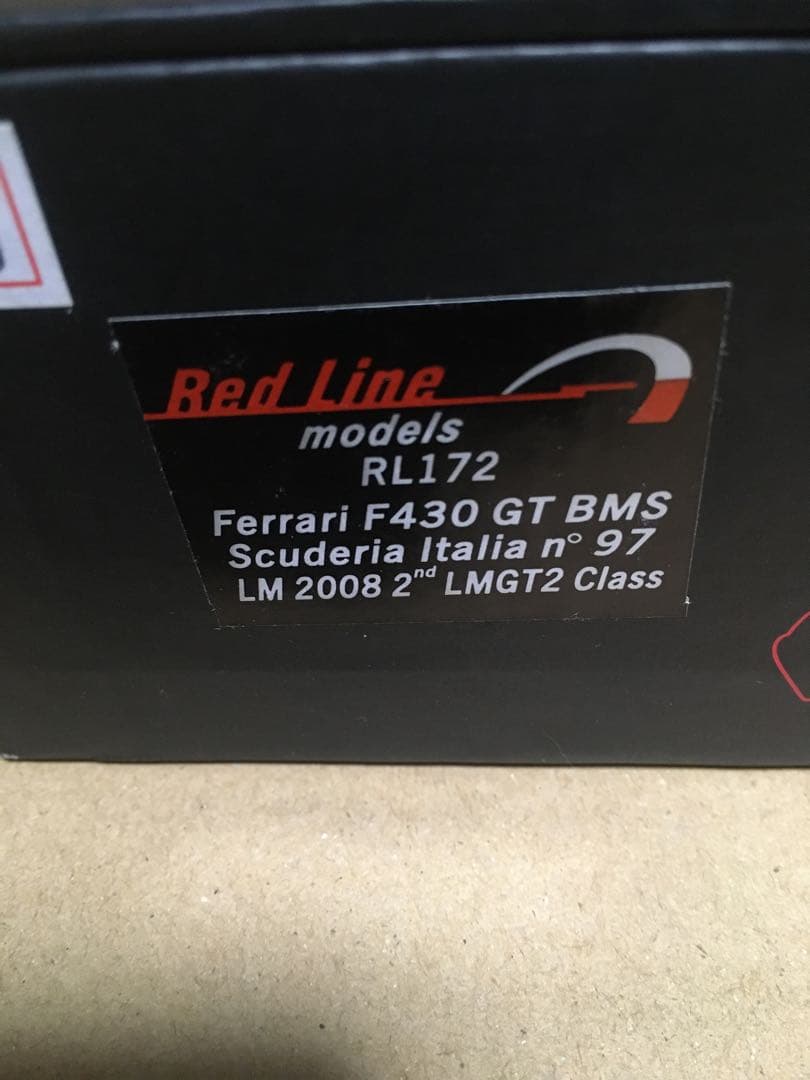 Red Line
models
RL172
Ferrari F430 GT BMS
Scuderia Italia n° 97
LM 2008 2nd LMGT2 Class